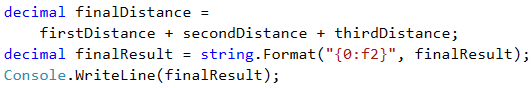 decimal finalDistance =
    firstDistance + secondDistance + thirdDistance;
decimal finalResult = string.Format("{0:f2}", finalResult);
Console.WriteLine(finalResult);